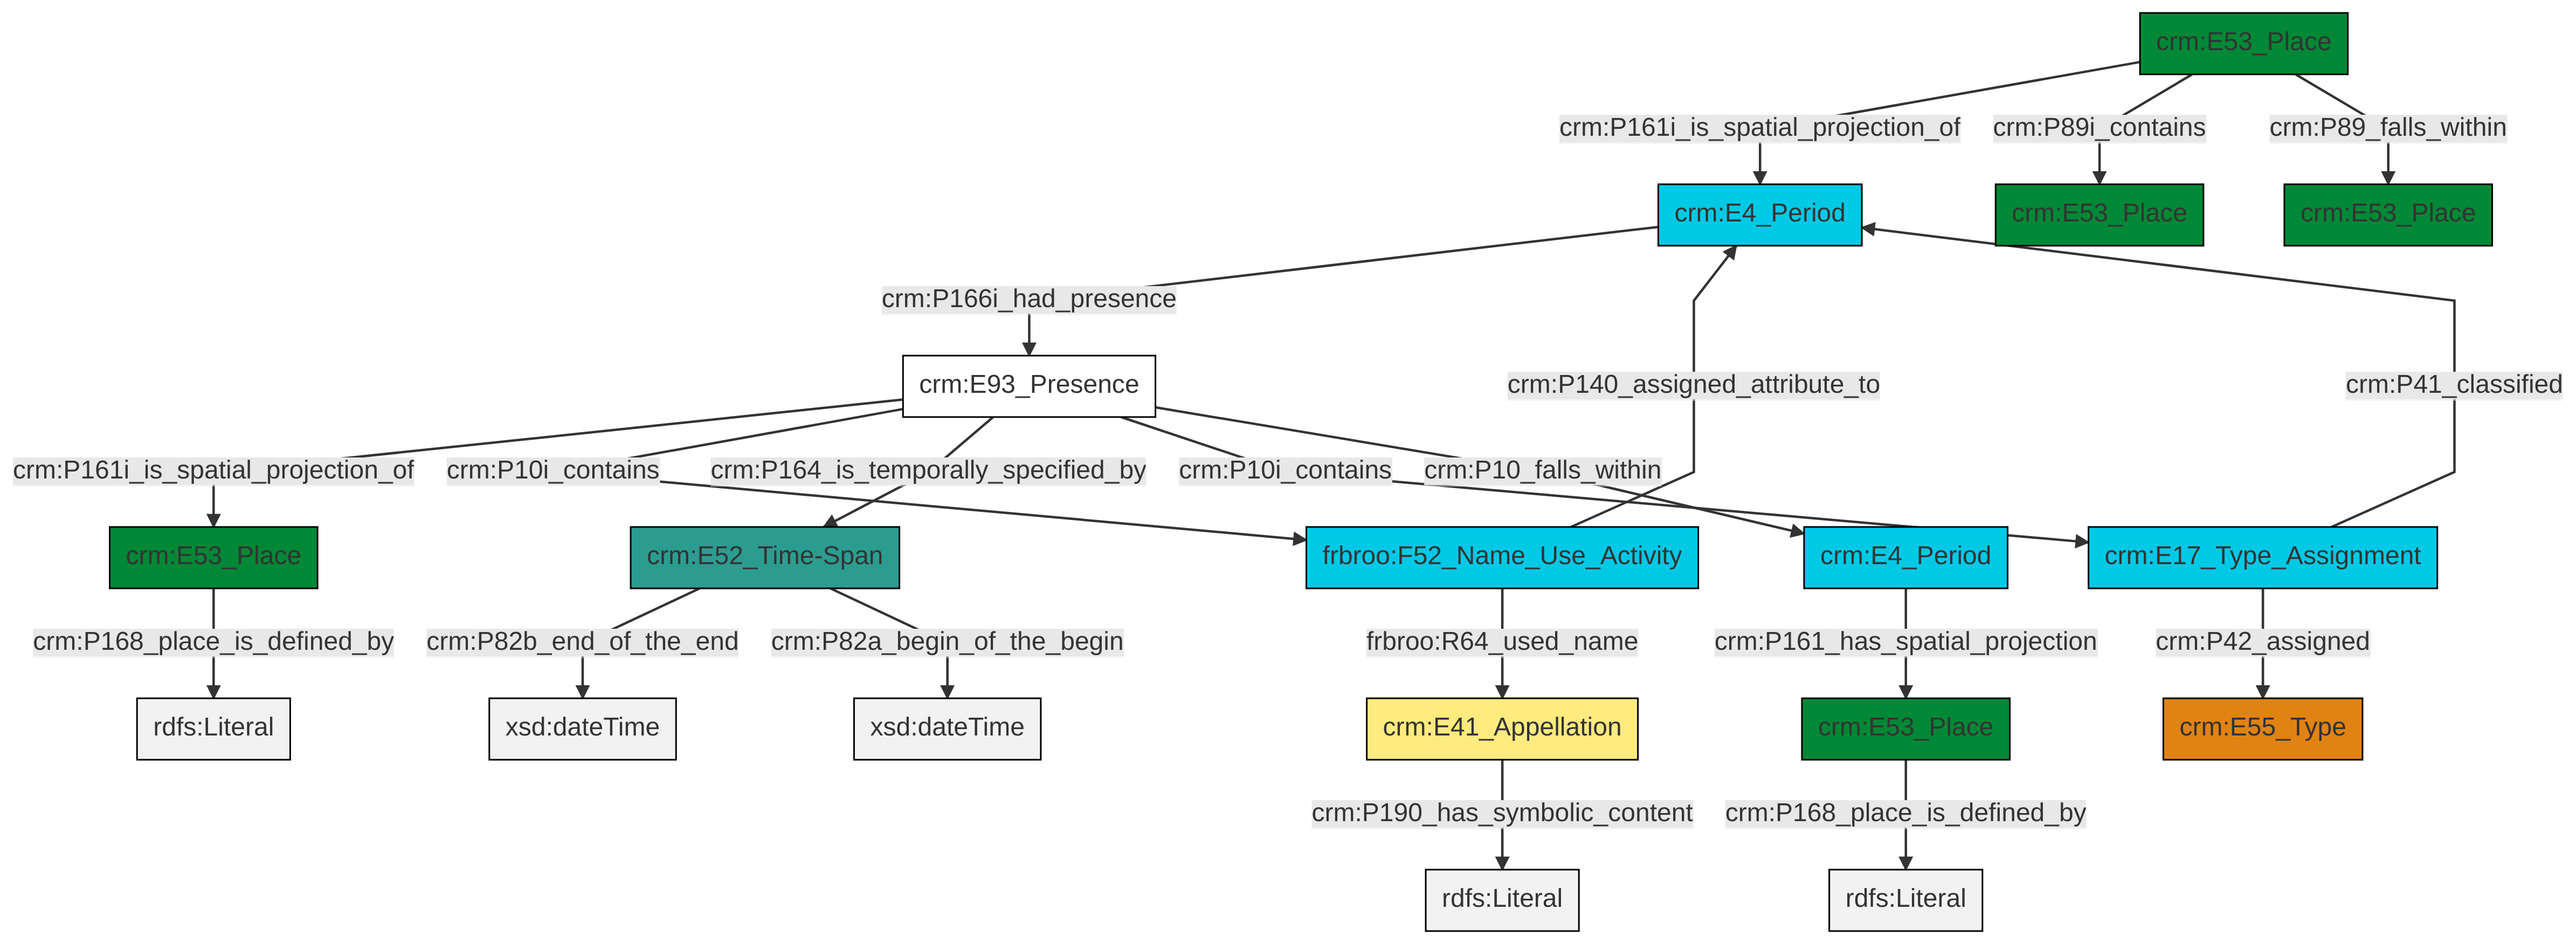 crm:E53_Place
crm:P161i_is_spatial_projection_of
crm:P89i_contains
crm:P89_falls_within
crm:E4_Period
crm:E53_Place
crm:E53_Place
crm:P166i_had_presence
crm:E93_Presence
crm:P140_assigned_attribute_to
crm:P41_classified
crm:P161i_is_spatial_projection_of
crm:P10i_contains
crm:P164_is_temporally_specified_by
crm:P10i_contains
crm:P10_falls_within
crm:E53_Place
crm:E52_Time-Span
frbroo:F52_Name_Use_Activity
crm:E4_Period
crm:E17_Type_Assignment
crm:P168_place_is_defined_by
crm:P82b_end_of_the_end
crm:P82a_begin_of_the_begin
frbroo:R64_used_name
crm:P161_has_spatial_projection
crm:P42_assigned
rdfs:Literal
xsd:dateTime
xsd:dateTime
crm:E41_Appellation
crm:E53_Place
crm:E55_Type
crm:P190_has_symbolic_content
crm:P168_place_is_defined_by
rdfs:Literal
rdfs:Literal